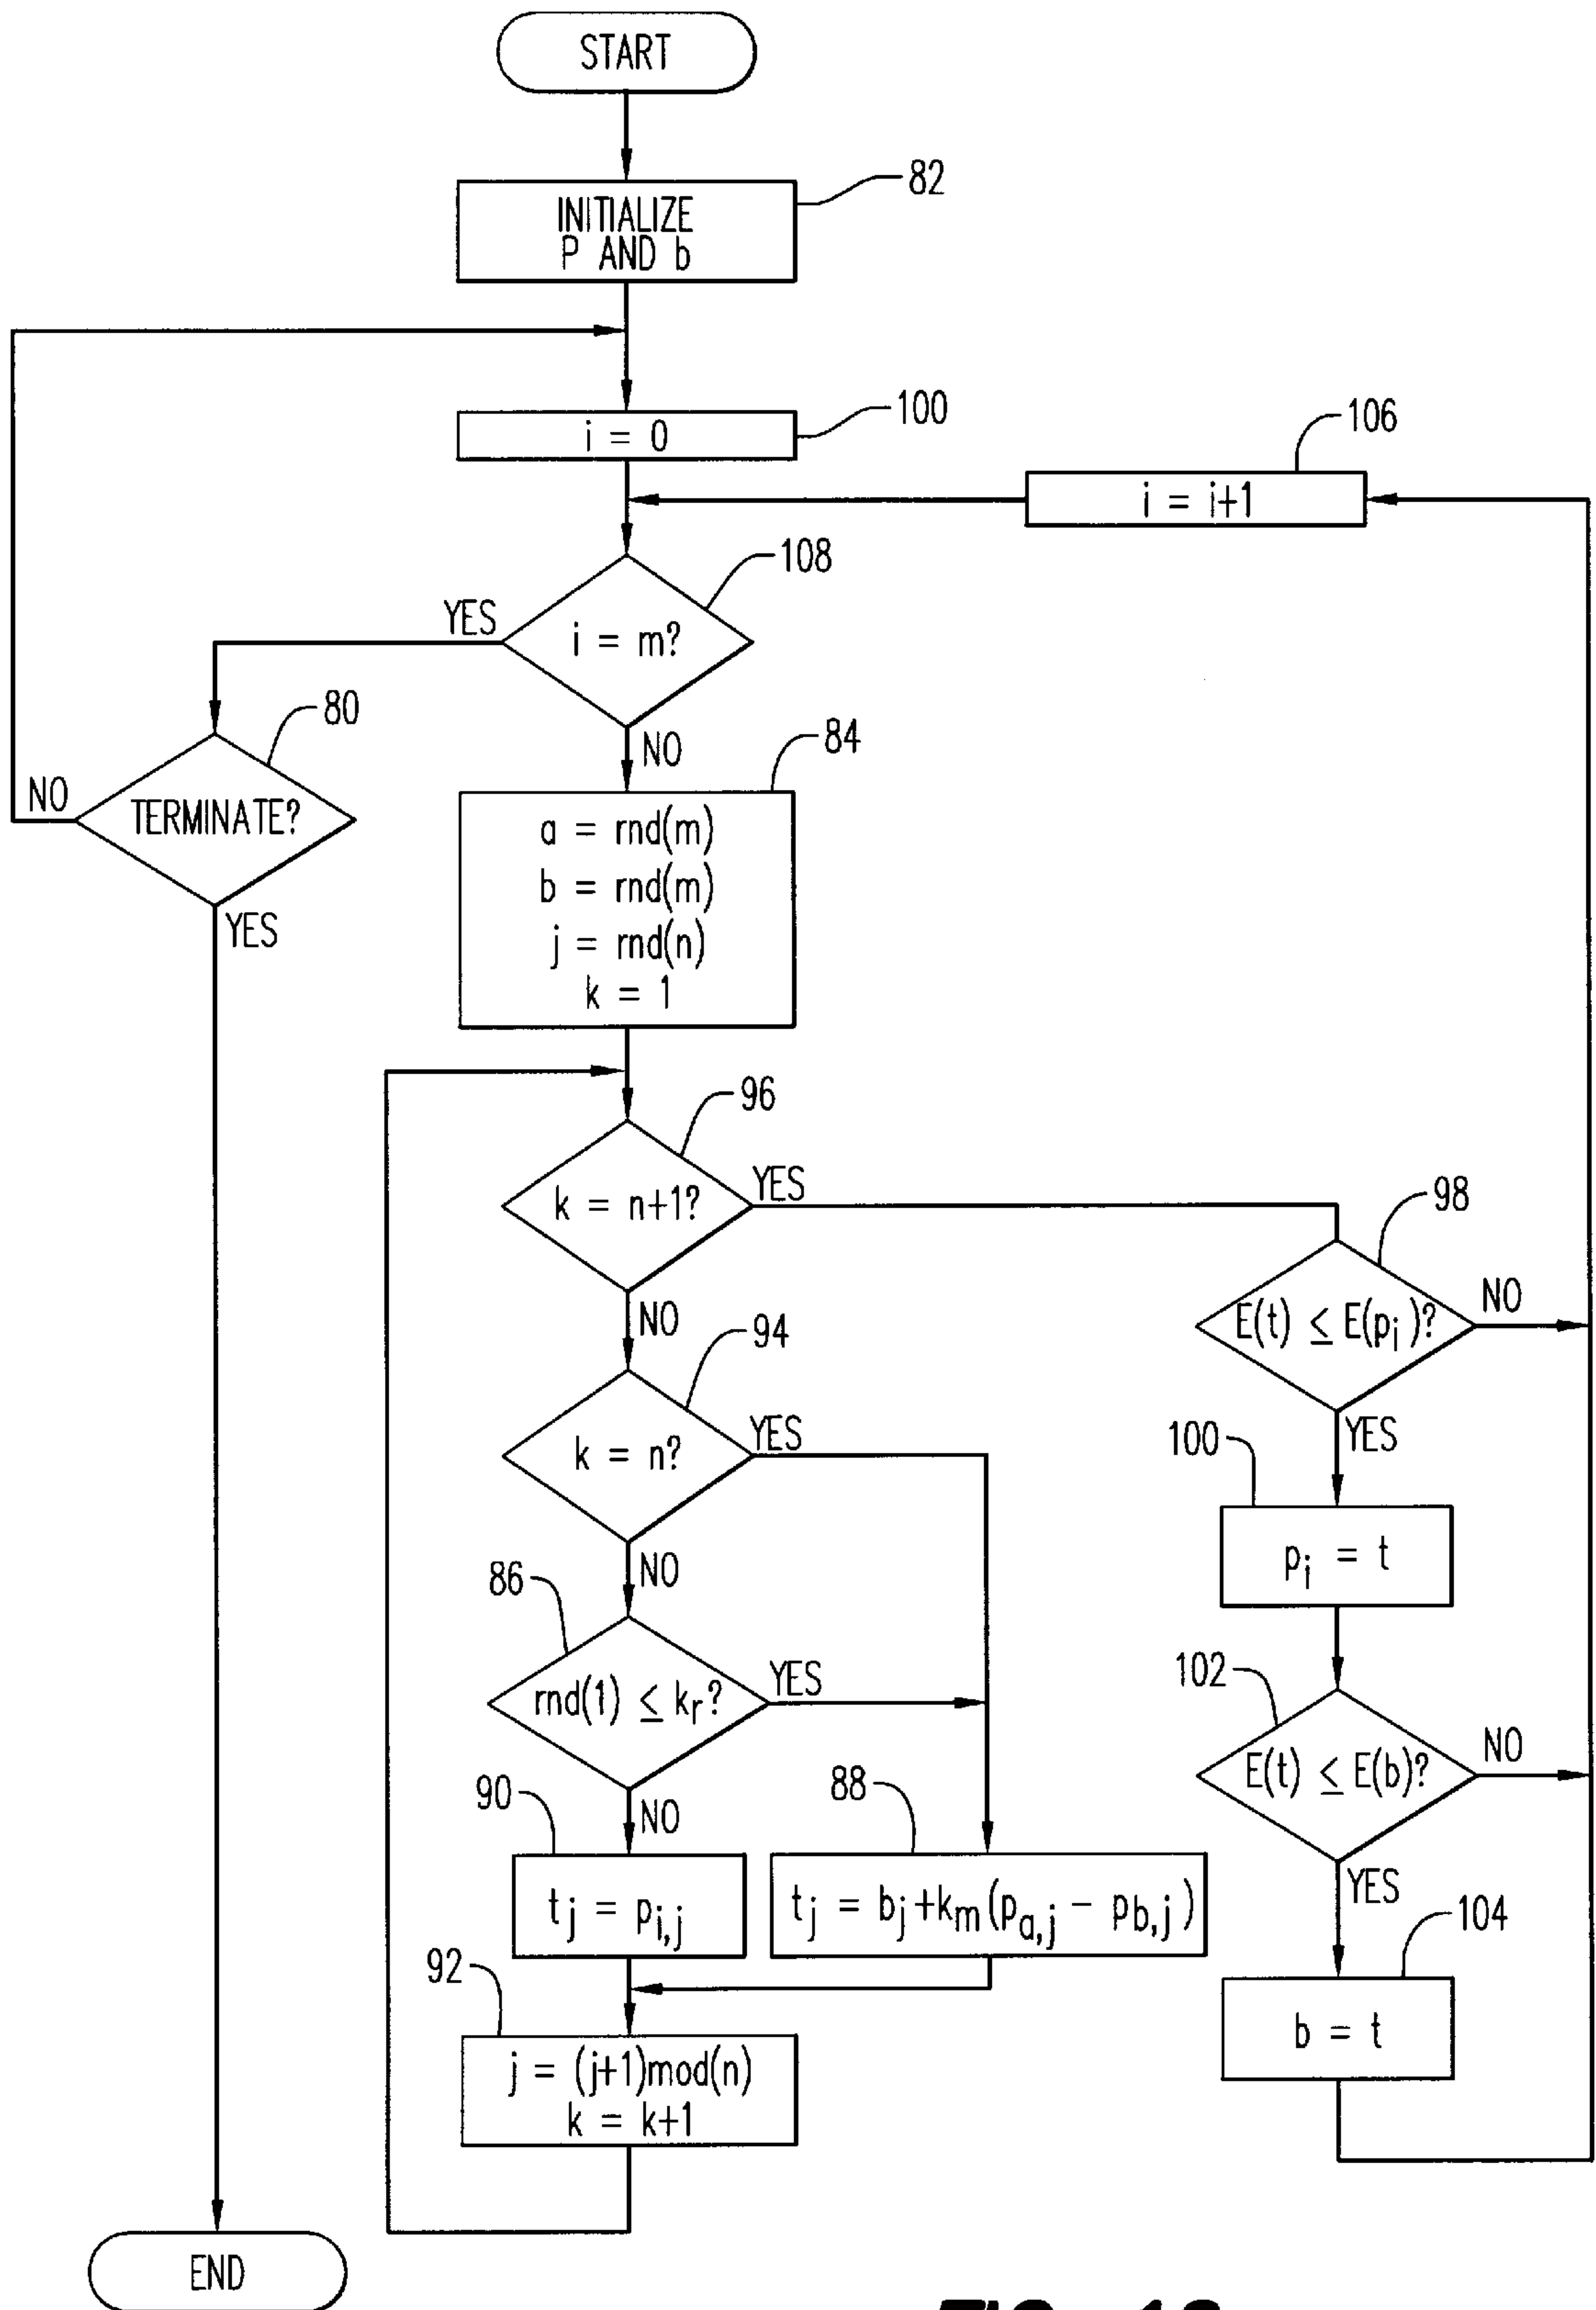 START
82
INITIALIZE
P AND b
100
i = 0
106
i = i+1
108
YES
i = m?
80
NO
84
NO
TERMINATE?
a = rnd(m)
b = rnd(m)
j = rnd(n)
k = 1
YES
96
k = n+1?
YES
98
NO
E(t) ≤ E(pᵢ)?
NO
94
k = n?
YES
100
YES
pᵢ = t
86
NO
rnd(1) ≤ kᵣ?
YES
102
E(t) ≤ E(b)?
NO
90
NO
88
YES
tⱼ = pᵢ,ⱼ
tⱼ = bⱼ+kₘ(pₐ,ⱼ − p_b,ⱼ)
104
92
b = t
j = (j+1)mod(n)
k = k+1
END